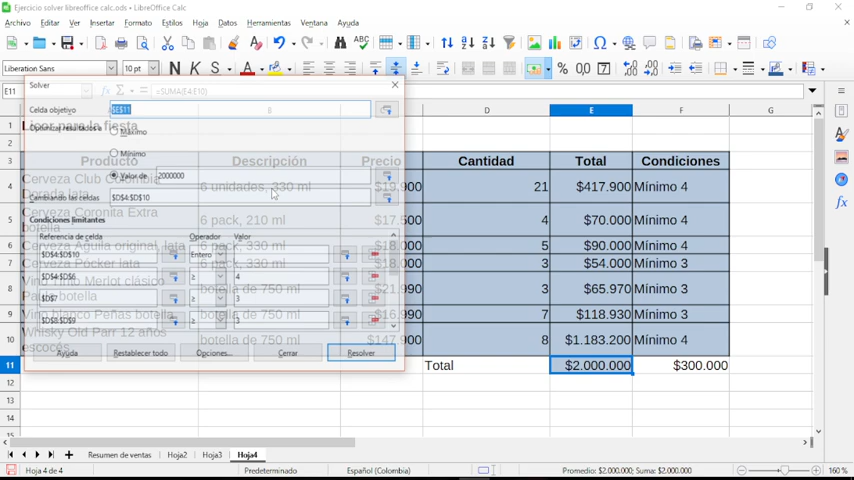 Ejercicio solver libreoffice calc.ods - LibreOffice Calc
Archivo Editar Ver Insertar Formato Estilos Hoja Datos Herramientas Ventana Ayuda
Liberation Sans 10 pt N K S
E11 =SUMA(E4:E10)
D E F G
1 Licor para la fiesta
2
3 Producto Descripción Precio Cantidad Total Condiciones
4 Cerveza Club Colombia Dorada lata 6 unidades, 330 ml $19.900 21 $417.900 Mínimo 4
5 Cerveza Coronita Extra botella 6 pack, 210 ml $17.500 4 $70.000 Mínimo 4
6 Cerveza Aguila original, lata 6 pack, 330 ml $18.000 5 $90.000 Mínimo 4
7 Cerveza Pocker lata 6 pack, 330 ml $18.000 3 $54.000 Mínimo 3
8 Vino Tinto Merlot clásico botella botella de 750 ml $21.990 3 $65.970 Mínimo 3
9 Vino blanco Peñas botella botella de 750 ml $16.990 7 $118.930 Mínimo 3
10 Whisky Old Parr 12 años escocés botella de 750 ml $147.900 8 $1.183.200 Mínimo 4
11 Total $2.000.000 $300.000
12
13
14
15
Solver
Celda objetivo $E$11
Optimizar resultados a Máximo
Mínimo
Valor de 2000000
Cambiando las celdas $D$4:$D$10
Condiciones limitantes
Referencia de celda Operador Valor
$D$4:$D$10 Entero
$D$4:$D$6 ≥ 4
$D$7 ≥ 3
$D$8:$D$9 ≥ 3
Ayuda Restablecer todo Opciones... Cerrar Resolver
Resumen de ventas Hoja2 Hoja3 Hoja4
Hoja 4 de 4 Predeterminado Español (Colombia) Promedio: $2.000.000; Suma: $2.000.000 160 %